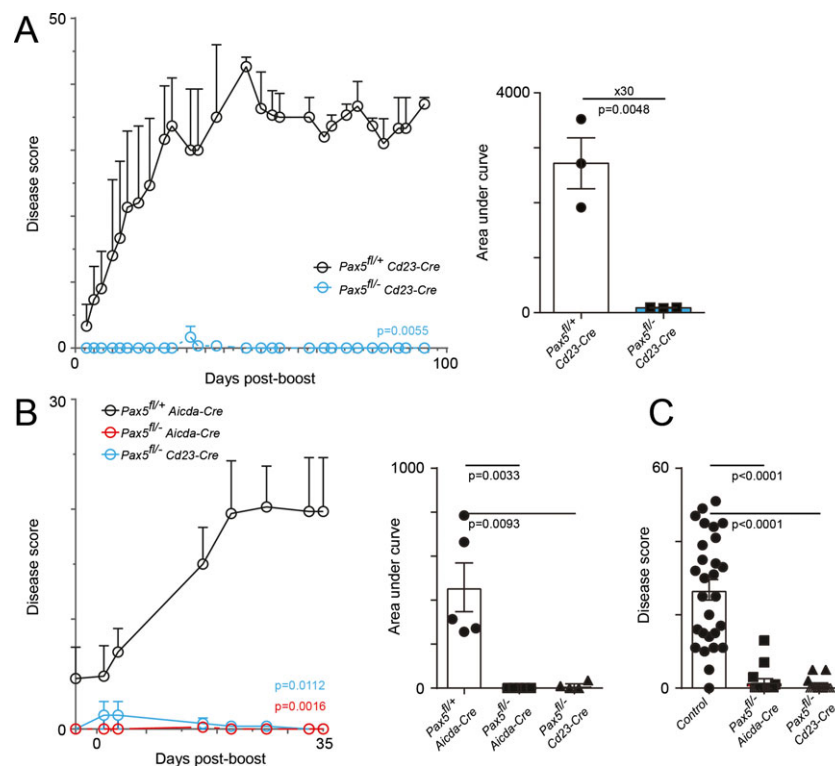 A
50
Disease score
Pax5fl/+ Cd23-Cre
Pax5fl/- Cd23-Cre
p=0.0055
0
0
100
Days post-boost
4000
x30
p=0.0048
Area under curve
0
Pax5fl/+
Cd23-Cre
Pax5fl/-
Cd23-Cre
B
30
Pax5fl/+ Aicda-Cre
Pax5fl/- Aicda-Cre
Pax5fl/- Cd23-Cre
Disease score
p=0.0112
p=0.0016
0
0
35
Days post-boost
1000
p=0.0033
p=0.0093
Area under curve
0
Pax5fl/+
Aicda-Cre
Pax5fl/-
Aicda-Cre
Pax5fl/-
Cd23-Cre
C
60
p<0.0001
p<0.0001
Disease score
0
Control
Pax5fl/-
Aicda-Cre
Pax5fl/-
Cd23-Cre